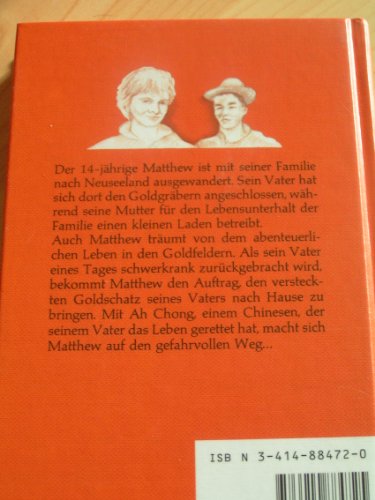 Der 14-jährige Matthew ist mit seiner Familie
nach Neuseeland ausgewandert. Sein Vater hat
sich dort den Goldgräbern angeschlossen, wäh-
rend seine Mutter für den Lebensunterhalt der
Familie einen kleinen Laden betreibt.
Auch Matthew träumt von dem abenteuerli-
chen Leben in den Goldfeldern. Als sein Vater
eines Tages schwerkrank zurückgebracht wird,
bekommt Matthew den Auftrag, den versteck-
ten Goldschatz seines Vaters nach Hause zu
bringen. Mit Ah Chong, einem Chinesen, der
seinem Vater das Leben gerettet hat, macht sich
Matthew auf den gefahrvollen Weg...
ISB N 3-414-88472-0